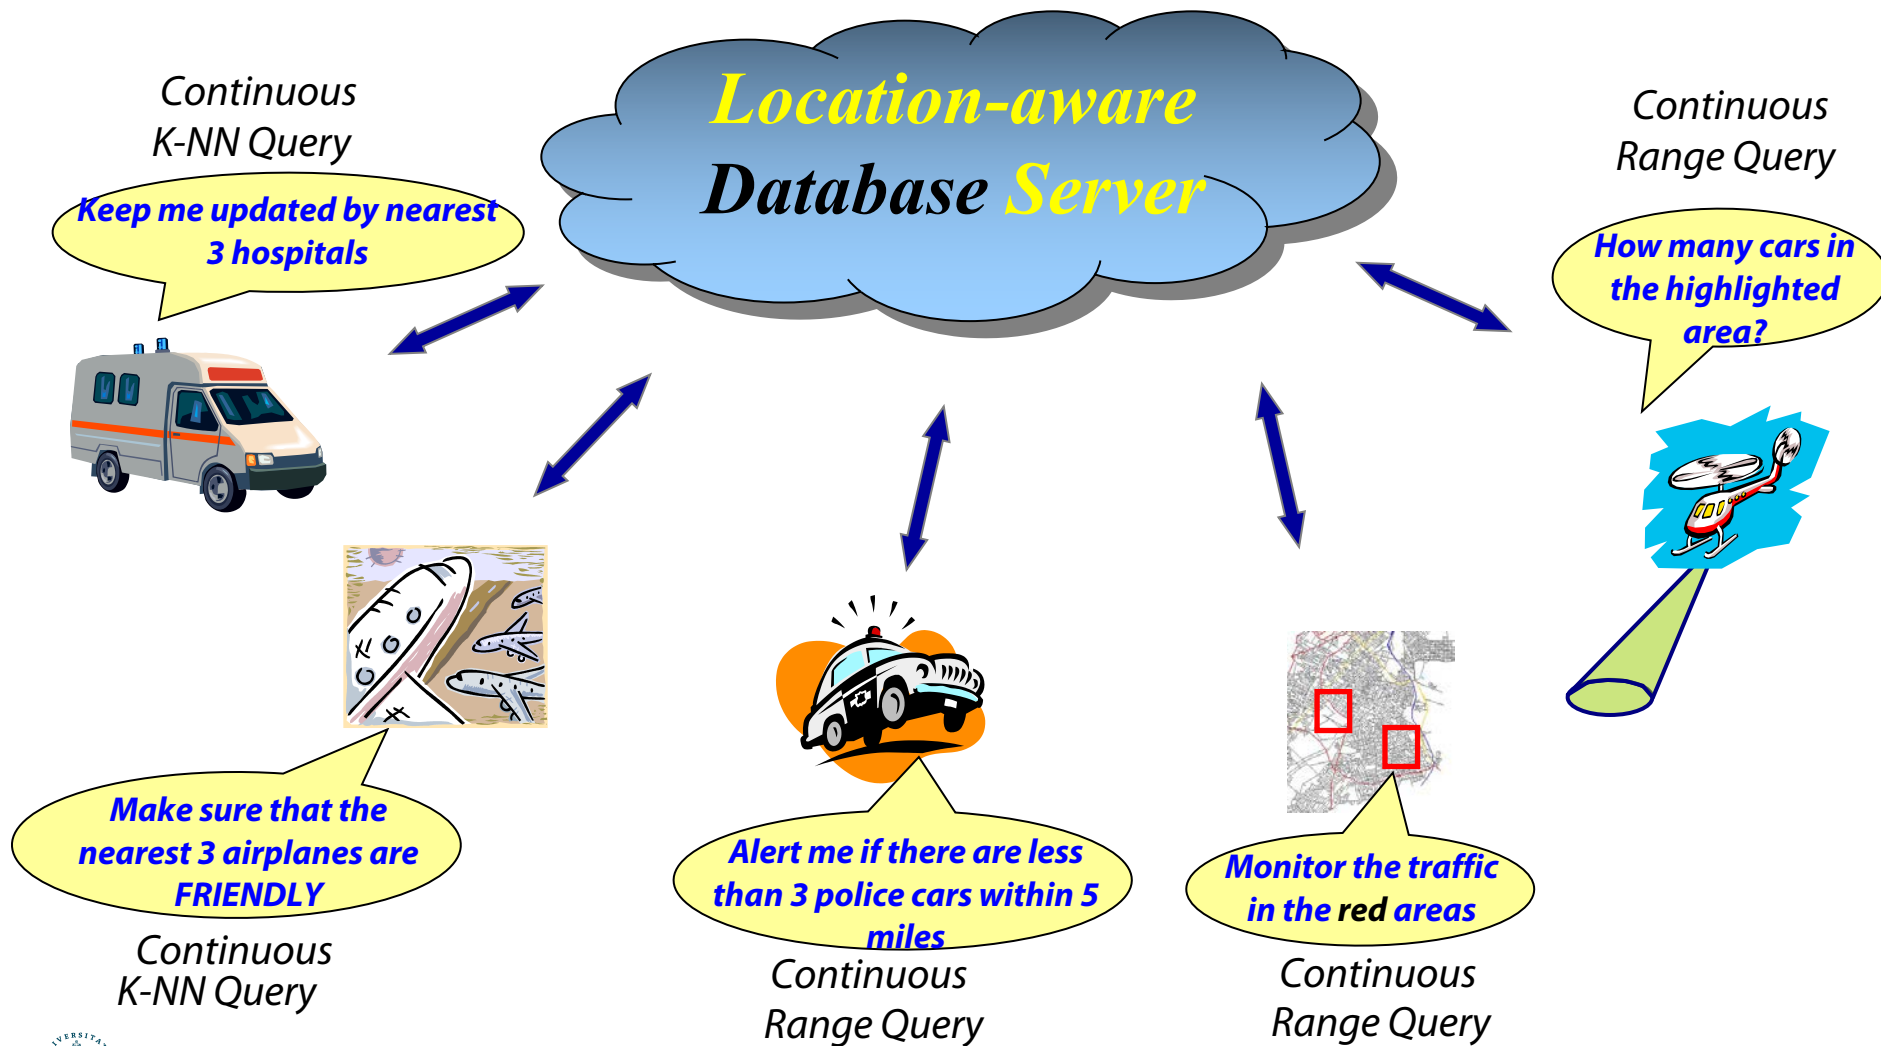 Location-aware
Database Server
Continuous
K-NN Query
Keep me updated by nearest
3 hospitals
Continuous
Range Query
How many cars in
the highlighted
area?
Make sure that the
nearest 3 airplanes are
FRIENDLY
Continuous
K-NN Query
Alert me if there are less
than 3 police cars within 5
miles
Continuous
Range Query
Monitor the traffic
in the red areas
Continuous
Range Query